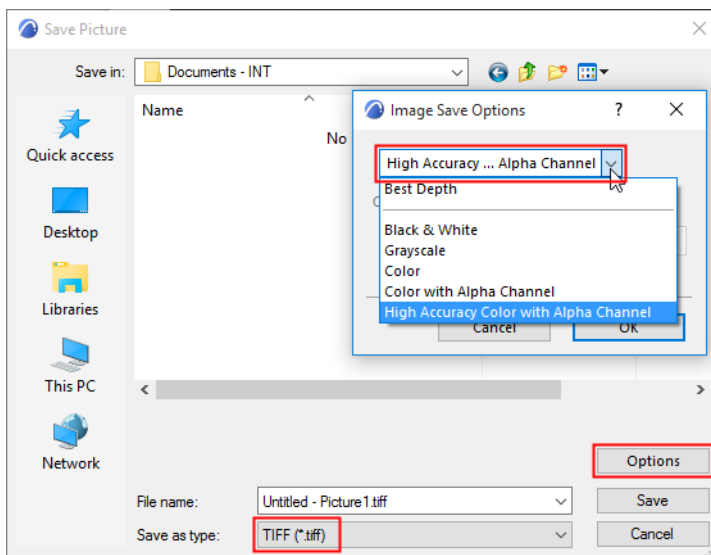 Save Picture
Save in:
Documents - INT
Name
No
Quick access
Desktop
Libraries
This PC
Network
Image Save Options
?
High Accuracy ... Alpha Channel
Best Depth
Black & White
Grayscale
Color
Color with Alpha Channel
High Accuracy Color with Alpha Channel
Cancel
OK
Options
File name:
Untitled - Picture1.tiff
Save
Save as type:
TIFF (*.tiff)
Cancel